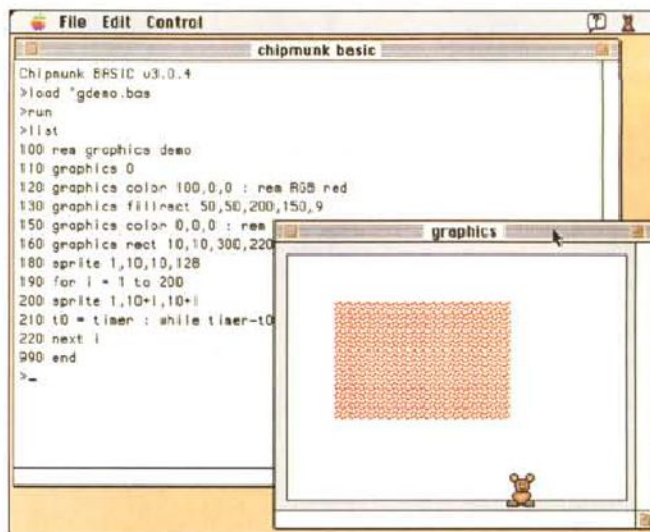 File Edit Control
chipmunk basic
Chipmunk BASIC v3.0.4
>load "gdemo.bas
>run
>list
100 rem graphics demo
110 graphics 0
120 graphics color 100,0,0 : rem RGB red
130 graphics fillrect 50,50,200,150,9
150 graphics color 0,0,0 : rem
160 graphics rect 10,10,300,220
180 sprite 1,10,10,128
190 for i = 1 to 200
200 sprite 1,10+i,10+i
210 t0 = timer : while timer-t0
220 next i
990 end
>_
graphics